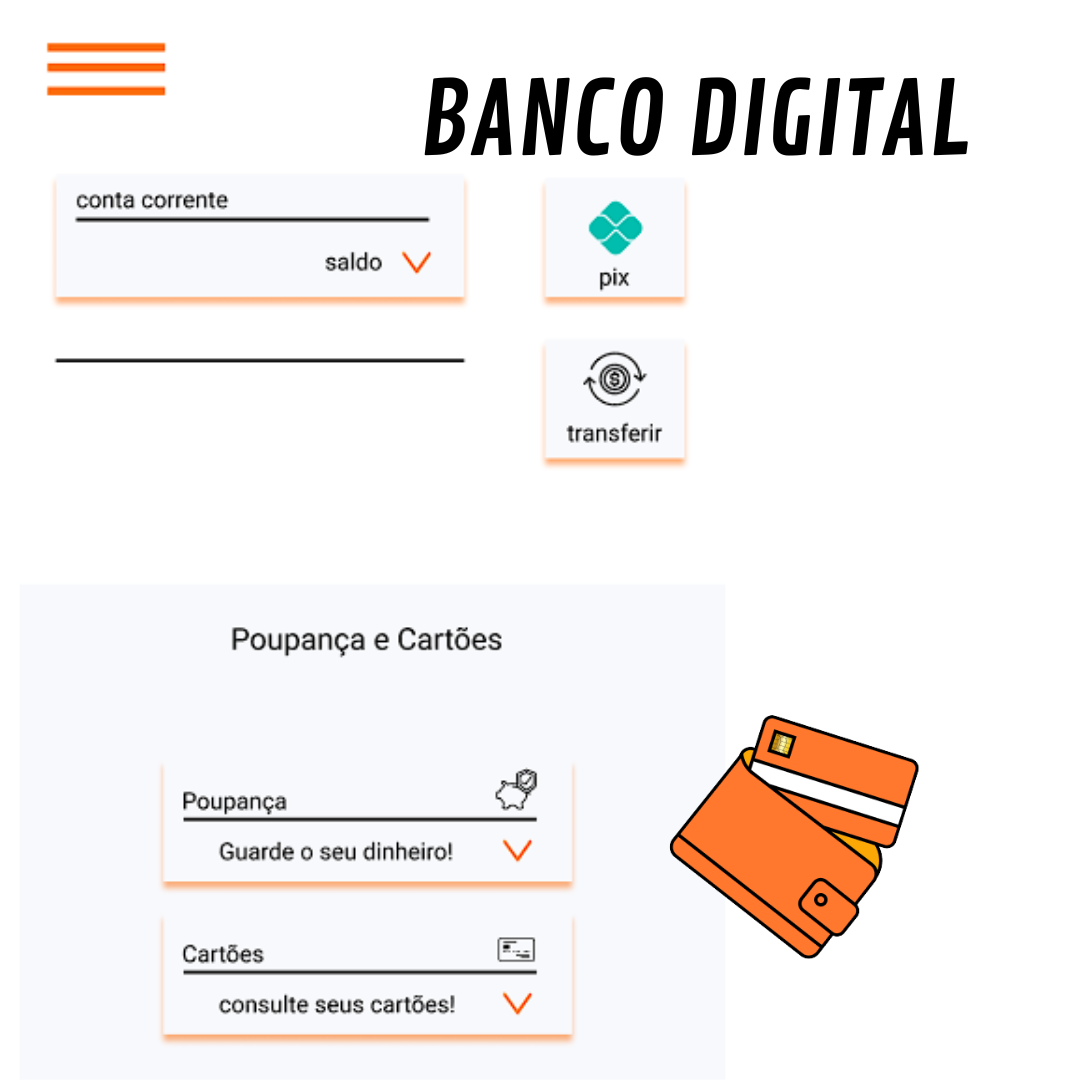 BANCO DIGITAL
conta corrente
saldo
pix
transferir
Poupança e Cartões
Poupança
Guarde o seu dinheiro!
Cartões
consulte seus cartões!